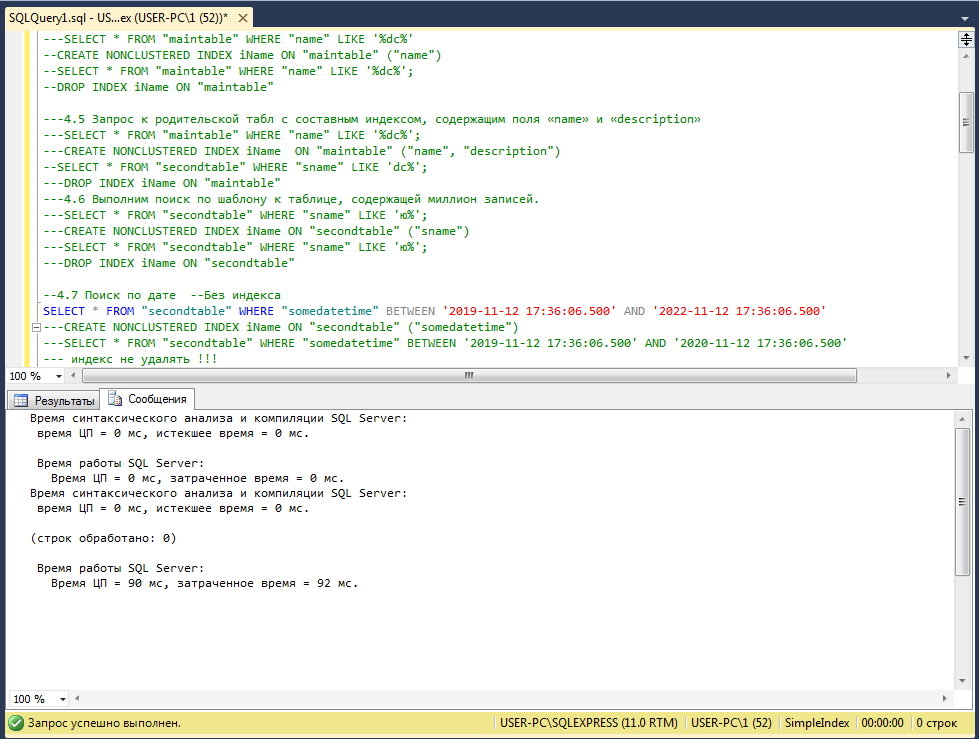 SQLQuery1.sql - US...ex (USER-PC\1 (52))*
---SELECT * FROM "maintable" WHERE "name" LIKE '%dc%'
--CREATE NONCLUSTERED INDEX iName ON "maintable" ("name")
--SELECT * FROM "maintable" WHERE "name" LIKE '%dc%';
--DROP INDEX iName ON "maintable"
---4.5 Запрос к родительской табл с составным индексом, содержащим поля «name» и «description»
---SELECT * FROM "maintable" WHERE "name" LIKE '%dc%';
---CREATE NONCLUSTERED INDEX iName  ON "maintable" ("name", "description")
--SELECT * FROM "secondtable" WHERE "sname" LIKE 'dc%';
---DROP INDEX iName ON "maintable"
---4.6 Выполним поиск по шаблону к таблице, содержащей миллион записей.
---SELECT * FROM "secondtable" WHERE "sname" LIKE 'ю%';
---CREATE NONCLUSTERED INDEX iName ON "secondtable" ("sname")
---SELECT * FROM "secondtable" WHERE "sname" LIKE 'ю%';
---DROP INDEX iName ON "secondtable"
--4.7 Поиск по дате  --Без индекса
SELECT * FROM "secondtable" WHERE "somedatetime" BETWEEN '2019-11-12 17:36:06.500' AND '2022-11-12 17:36:06.500'
---CREATE NONCLUSTERED INDEX iName ON "secondtable" ("somedatetime")
---SELECT * FROM "secondtable" WHERE "somedatetime" BETWEEN '2019-11-12 17:36:06.500' AND '2020-11-12 17:36:06.500'
--- индекс не удалять !!!
100 %
Результаты Сообщения
Время синтаксического анализа и компиляции SQL Server:
время ЦП = 0 мс, истекшее время = 0 мс.
Время работы SQL Server:
Время ЦП = 0 мс, затраченное время = 0 мс.
Время синтаксического анализа и компиляции SQL Server:
время ЦП = 0 мс, истекшее время = 0 мс.
(строк обработано: 0)
Время работы SQL Server:
Время ЦП = 90 мс, затраченное время = 92 мс.
100 %
Запрос успешно выполнен. USER-PC\SQLEXPRESS (11.0 RTM) USER-PC\1 (52) SimpleIndex 00:00:00 0 строк